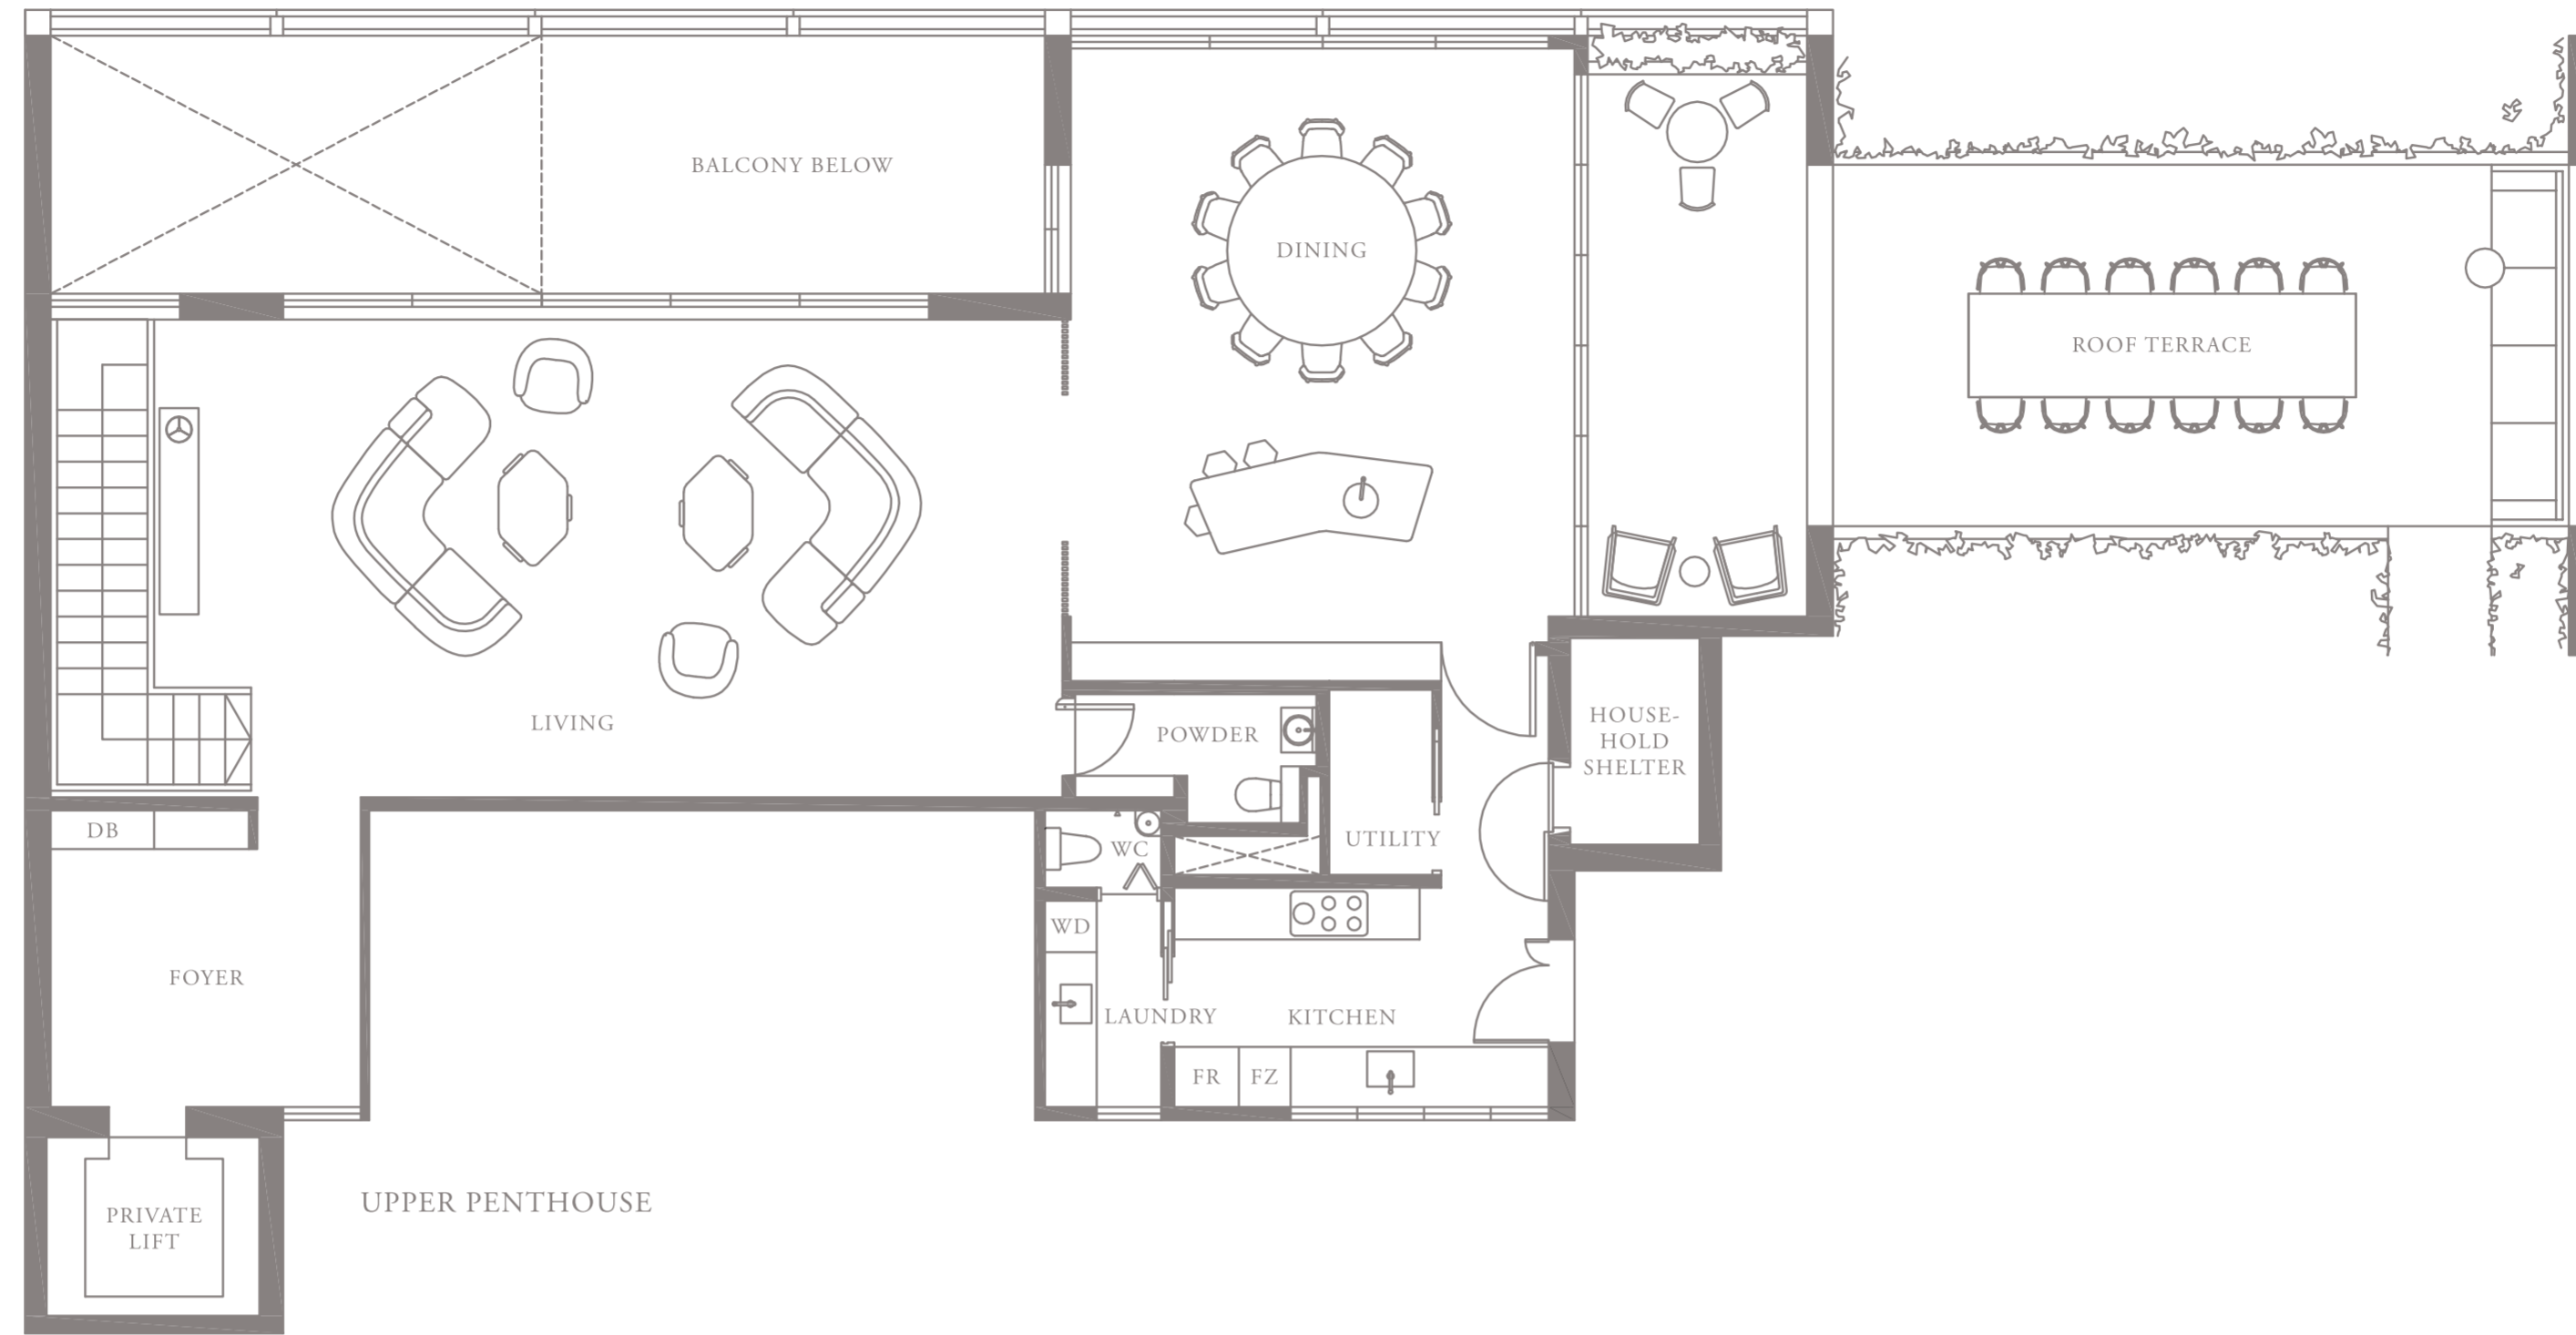 BALCONY BELOW
DINING
ROOF TERRACE
LIVING
POWDER
HOUSE-
HOLD
SHELTER
DB
UTILITY
WC
WD
FOYER
LAUNDRY
KITCHEN
FR
FZ
UPPER PENTHOUSE
PRIVATE
LIFT